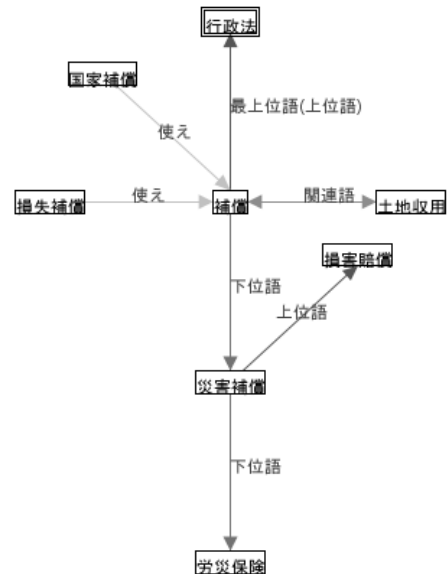 行政法
国家補償
最上位語(上位語)
使え
損失補償
使え
補償
関連語
土地収用
損害賠償
下位語
上位語
災害補償
下位語
労災保険